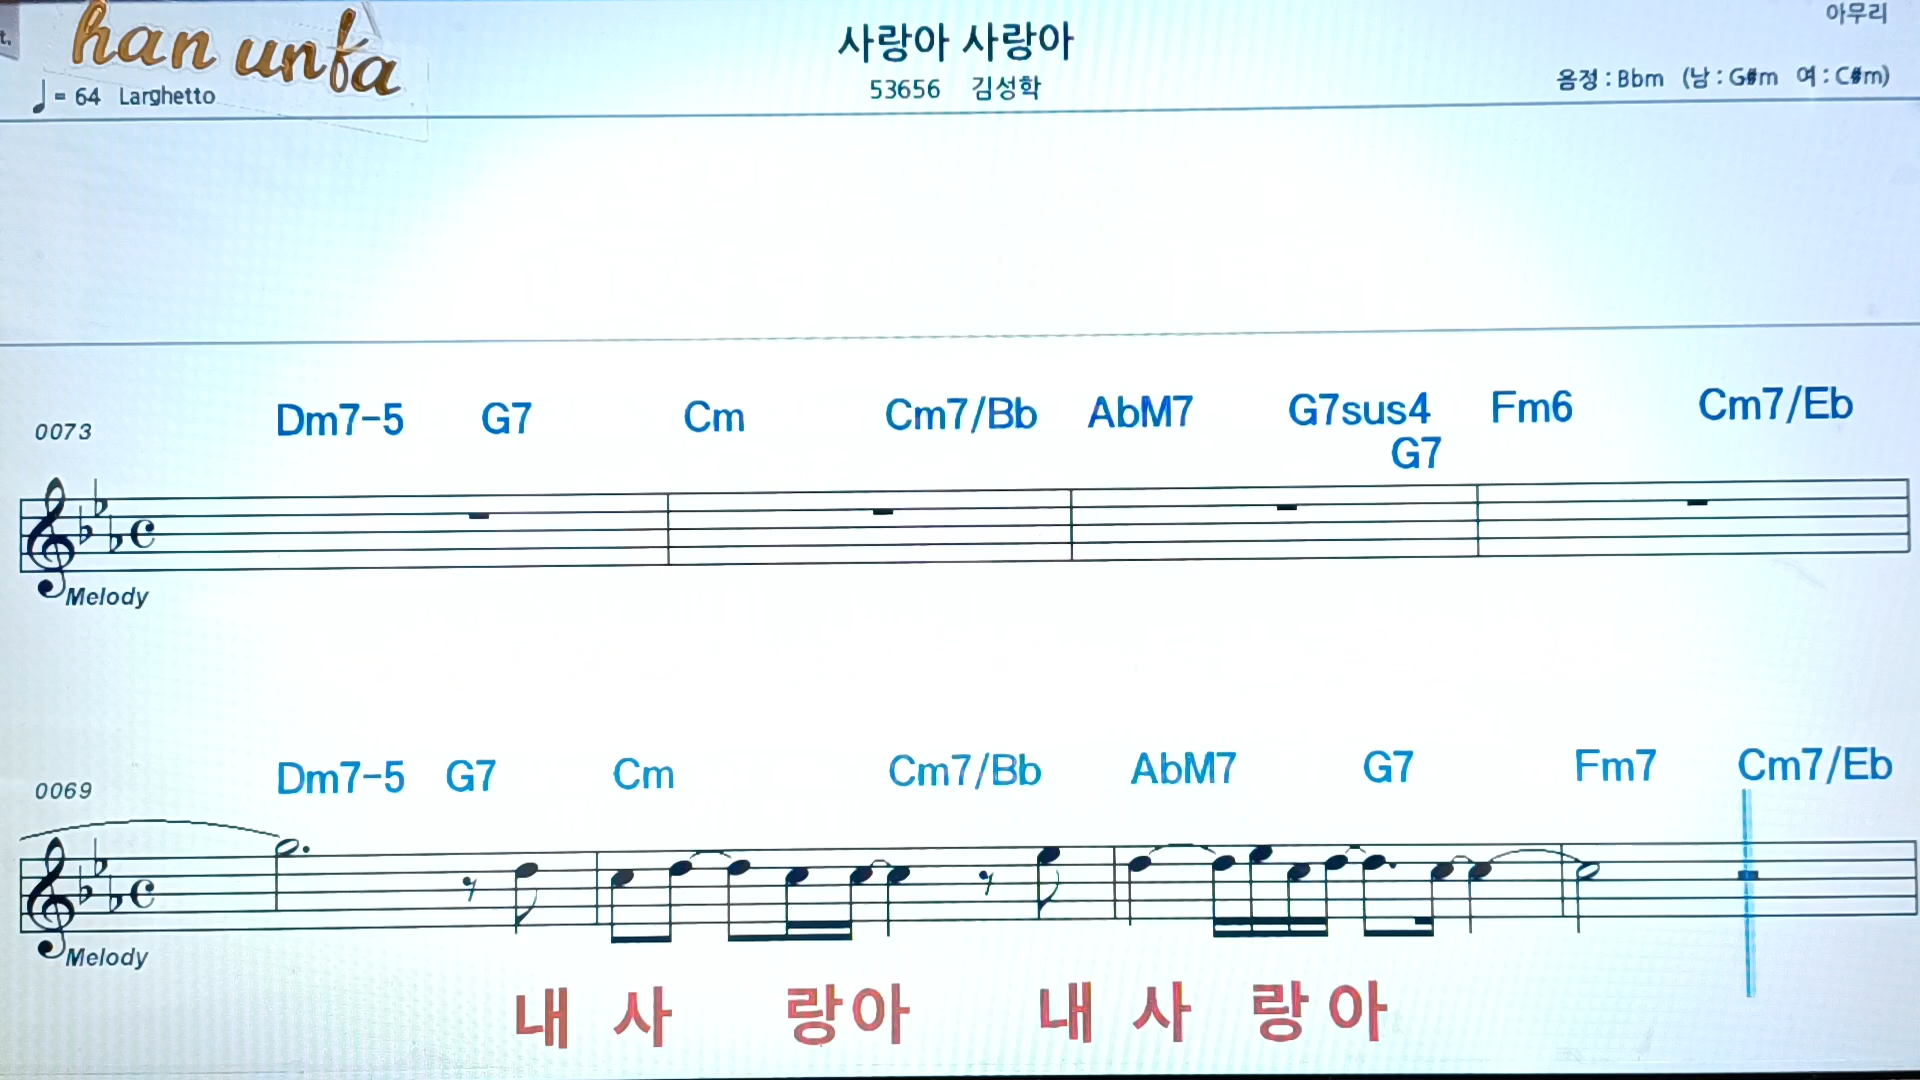 t.
han unfa
사랑아 사랑아
아무리
♩= 64 Larghetto
53656 김성학
음정 : Bbm (남 : G#m 여 : C#m)
0073
Dm7-5 G7 Cm Cm7/Bb AbM7 G7sus4 Fm6 Cm7/Eb
G7
Melody
0069
Dm7-5 G7 Cm Cm7/Bb AbM7 G7 Fm7 Cm7/Eb
Melody
내 사 랑아 내 사 랑 아